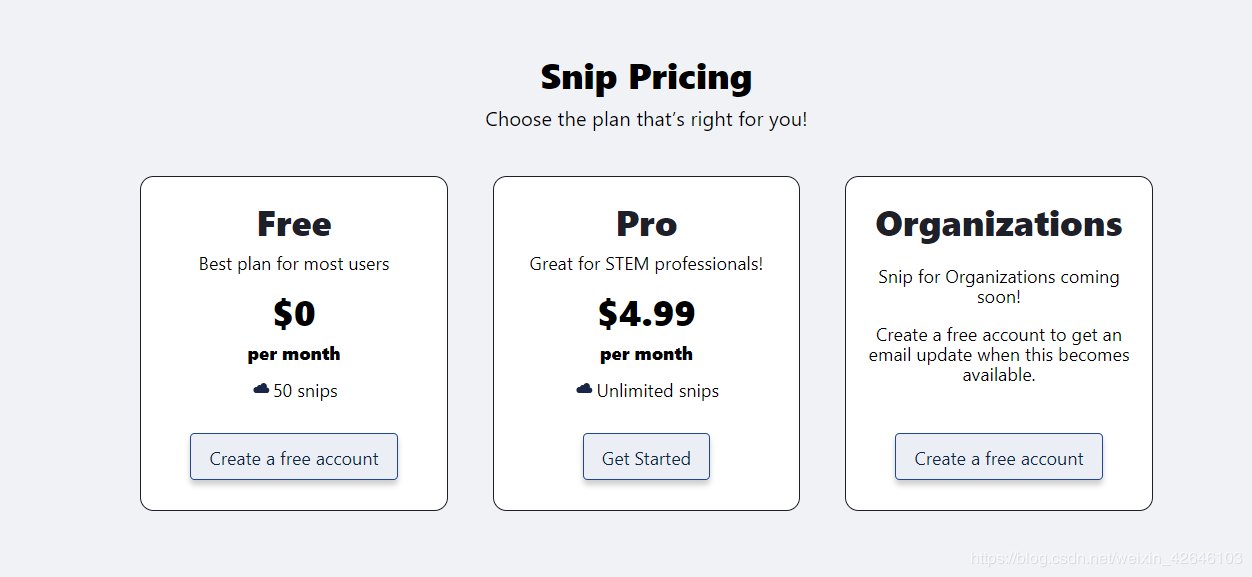 Snip Pricing
Choose the plan that’s right for you!
Free
Best plan for most users
$0
per month
50 snips
Create a free account
Pro
Great for STEM professionals!
$4.99
per month
Unlimited snips
Get Started
Organizations
Snip for Organizations coming
soon!
Create a free account to get an
email update when this becomes
available.
Create a free account
https://blog.csdn.net/weixin_42646103